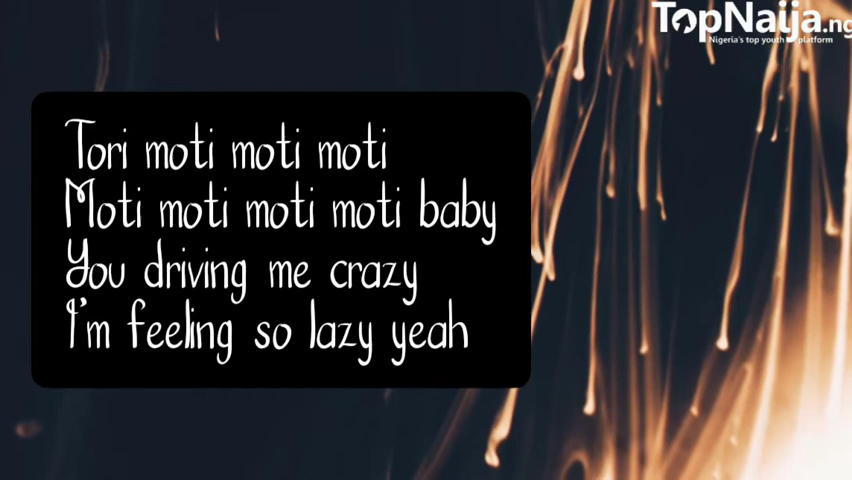 TopNaija.ng
Nigeria's top youth platform
Tori moti moti moti
Moti moti moti moti baby
You driving me crazy
I'm feeling so lazy yeah